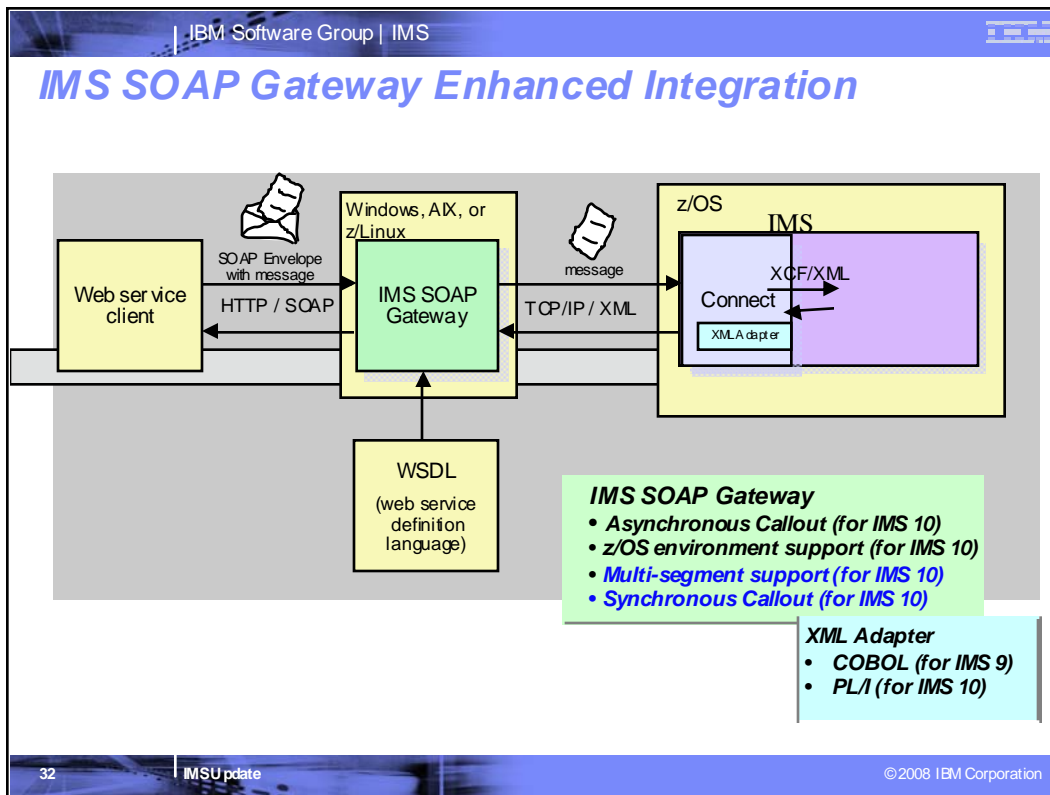 IBM Software Group | IMS
IBM
IMS SOAP Gateway Enhanced Integration
SOAP Envelope
with message
HTTP / SOAP
Web service
client
Windows, AIX, or
z/Linux
IMS SOAP
Gateway
message
TCP/IP / XML
z/OS
IMS
XCF/XML
Connect
XML Adapter
WSDL
(web service
definition
language)
IMS SOAP Gateway
• Asynchronous Callout (for IMS 10)
• z/OS environment support (for IMS 10)
• Multi-segment support (for IMS 10)
• Synchronous Callout (for IMS 10)
XML Adapter
• COBOL (for IMS 9)
• PL/I (for IMS 10)
32
IMS Update
©2008 IBM Corporation